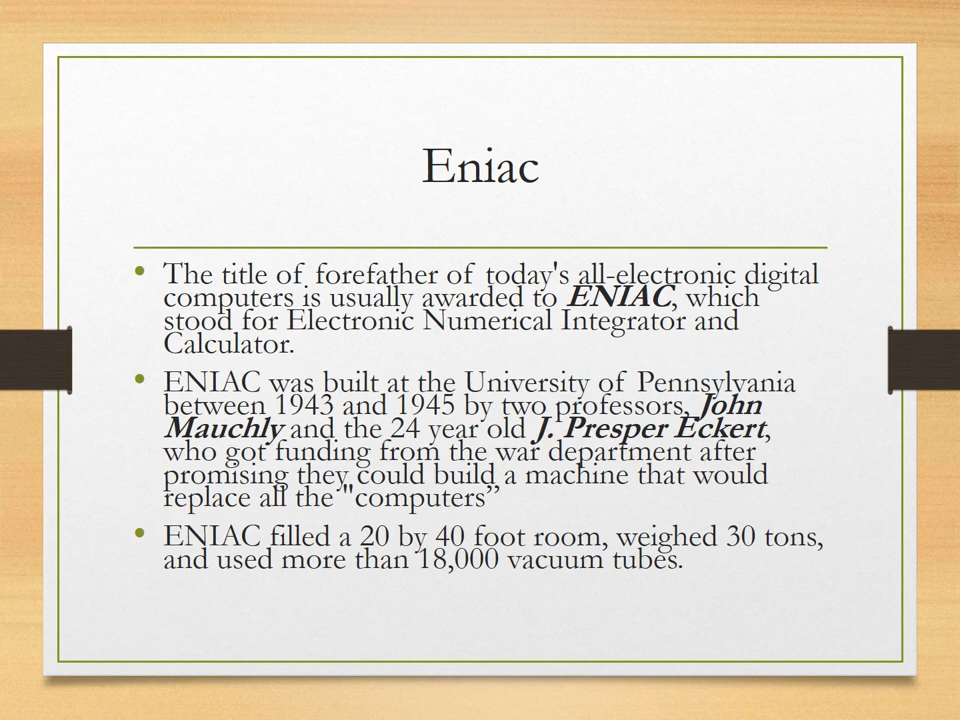 Eniac
• The title of forefather of today's all-electronic digital
computers is usually awarded to ENIAC, which
stood for Electronic Numerical Integrator and
Calculator.
• ENIAC was built at the University of Pennsylvania
between 1943 and 1945 by two professors, John
Mauchly and the 24 year old J. Presper Eckert,
who got funding from the war department after
promising they could build a machine that would
replace all the "computers”
• ENIAC filled a 20 by 40 foot room, weighed 30 tons,
and used more than 18,000 vacuum tubes.